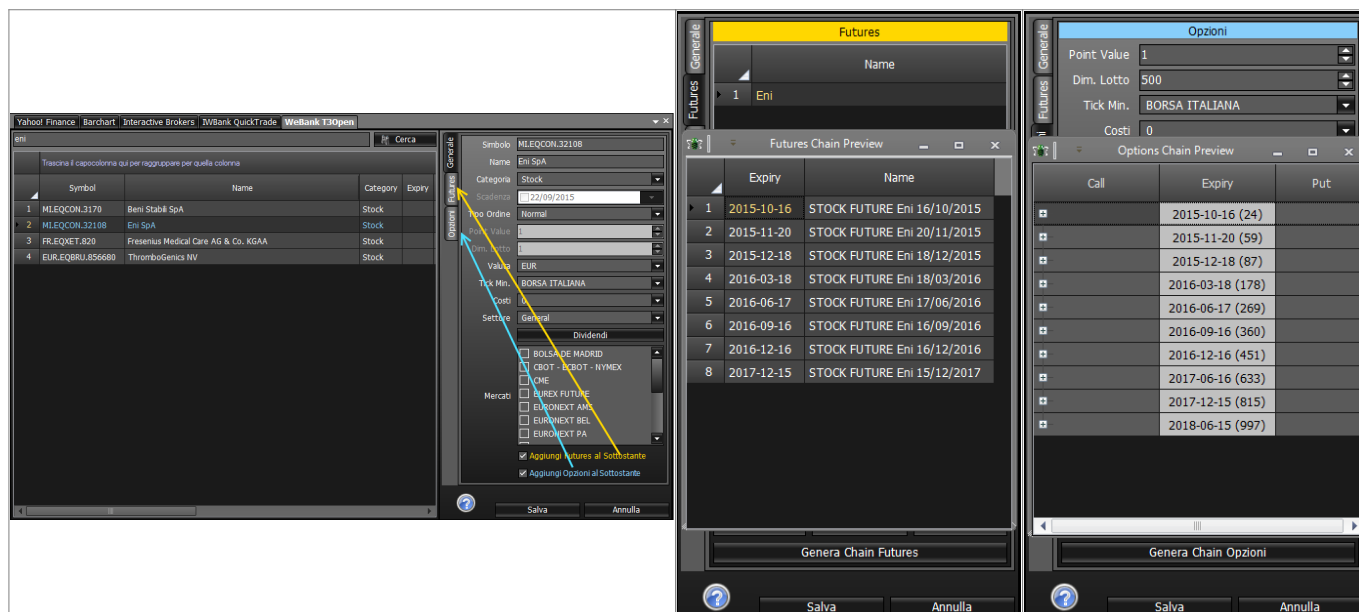 Yahoo! Finance Barchart Interactive Brokers IWBank QuickTrade WeBank T3Open
eni Cerca
Trascina il capocolonna qui per raggruppare per quella colonna
Symbol Name Category Expiry
1 MI.EQCON.3170 Beni Stabili SpA Stock
2 MI.EQCON.32108 Eni SpA Stock
3 FR.EQXET.820 Fresenius Medical Care AG & Co. KGAA Stock
4 EUR.EQBRU.856680 ThromboGenics NV Stock
Generale
Futures
Opzioni
Simbolo MI.EQCON.32108
Name Eni SpA
Categoria Stock
Scadenza 22/09/2015
Tipo Ordine Normal
Point Value 1
Dim. Lotto 1
Valuta EUR
Tick Min. BORSA ITALIANA
Costi 0
Settore General
Dividendi
Mercati
BOLSA DE MADRID
CBOT - ECBOT - NYMEX
CME
EUREX FUTURE
EURONEXT AMS
EURONEXT BEL
EURONEXT PA
Aggiungi Futures al Sottostante
Aggiungi Opzioni al Sottostante
Salva Annulla
Generale
Futures
Futures
Name
1 Eni
Futures Chain Preview
Expiry Name
1 2015-10-16 STOCK FUTURE Eni 16/10/2015
2 2015-11-20 STOCK FUTURE Eni 20/11/2015
3 2015-12-18 STOCK FUTURE Eni 18/12/2015
4 2016-03-18 STOCK FUTURE Eni 18/03/2016
5 2016-06-17 STOCK FUTURE Eni 17/06/2016
6 2016-09-16 STOCK FUTURE Eni 16/09/2016
7 2016-12-16 STOCK FUTURE Eni 16/12/2016
8 2017-12-15 STOCK FUTURE Eni 15/12/2017
Genera Chain Futures
Salva Annulla
Generale
Futures
Opzioni
Point Value 1
Dim. Lotto 500
Tick Min. BORSA ITALIANA
Costi 0
Options Chain Preview
Call Expiry Put
2015-10-16 (24)
2015-11-20 (59)
2015-12-18 (87)
2016-03-18 (178)
2016-06-17 (269)
2016-09-16 (360)
2016-12-16 (451)
2017-06-16 (633)
2017-12-15 (815)
2018-06-15 (997)
Genera Chain Opzioni
Salva Annulla